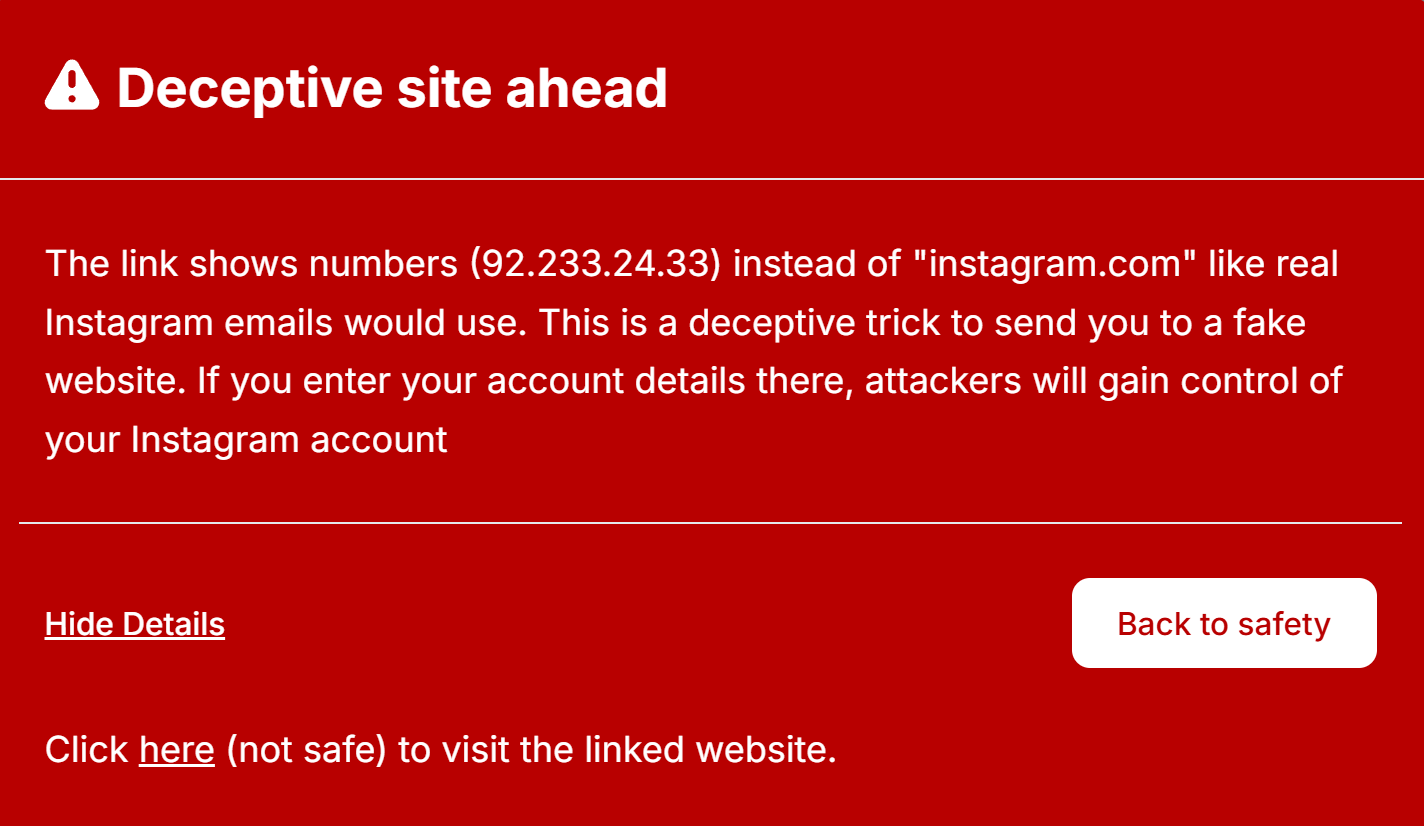 Deceptive site ahead
The link shows numbers (92.233.24.33) instead of "instagram.com" like real
Instagram emails would use. This is a deceptive trick to send you to a fake
website. If you enter your account details there, attackers will gain control of
your Instagram account
Hide Details
Back to safety
Click here (not safe) to visit the linked website.